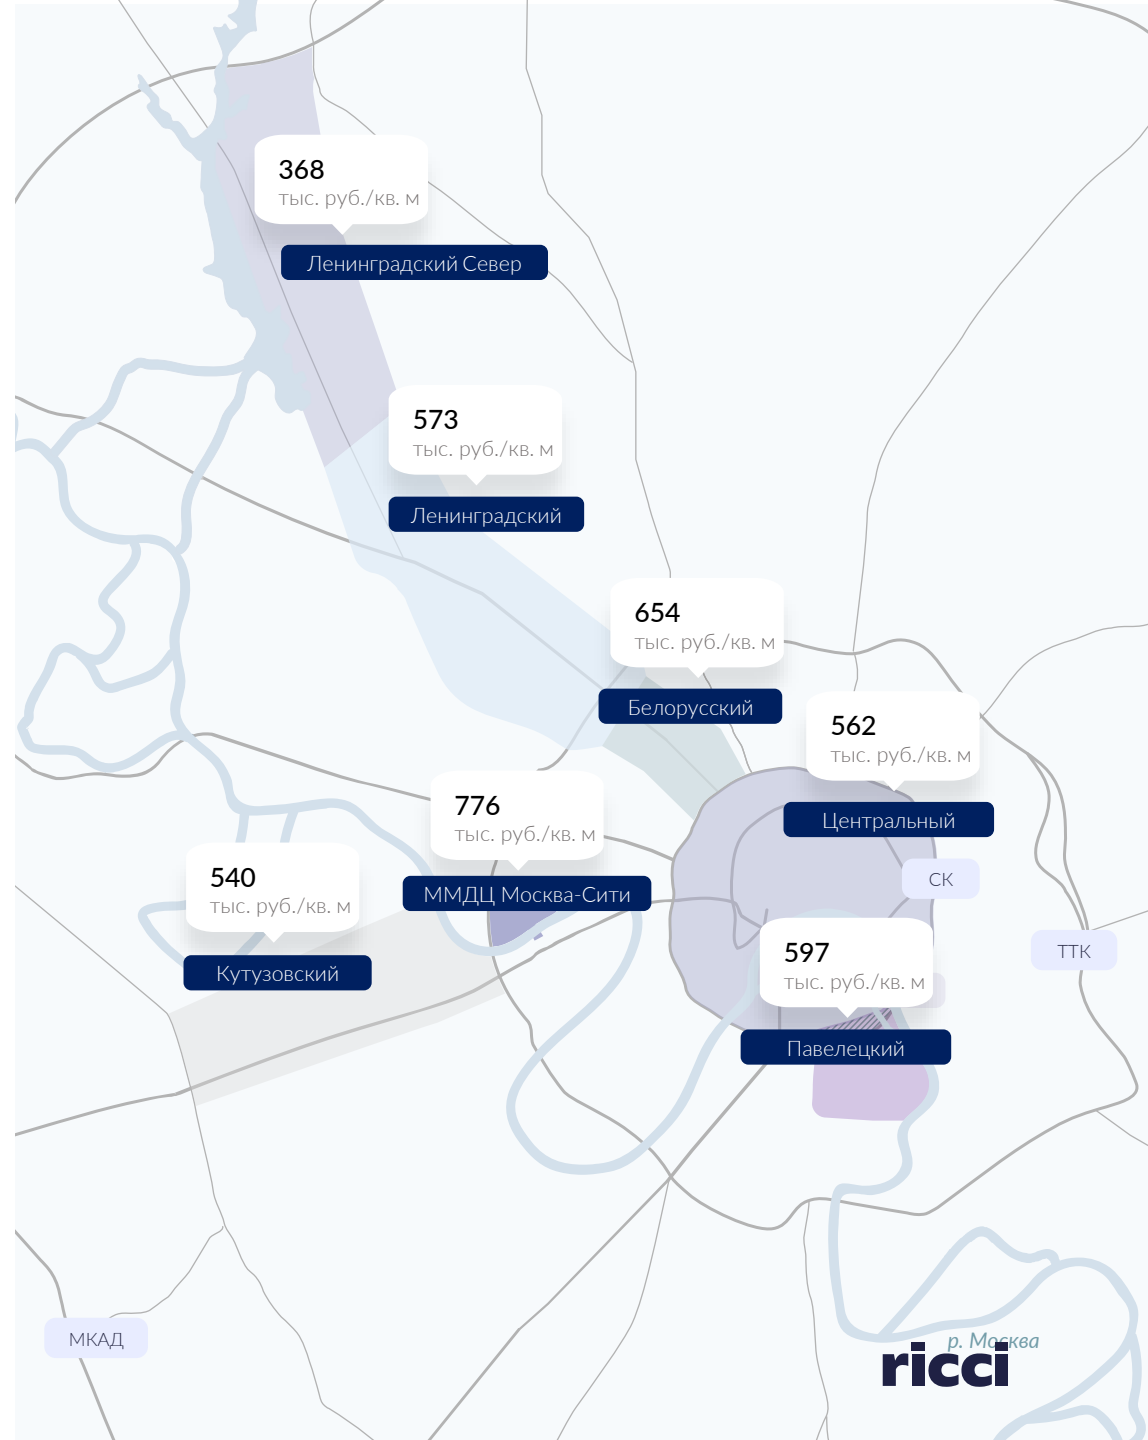 368
тыс. руб./кв. м
Ленинградский Север
573
тыс. руб./кв. м
Ленинградский
654
тыс. руб./кв. м
Белорусский
562
тыс. руб./кв. м
Центральный
776
тыс. руб./кв. м
ММДЦ Москва-Сити
540
тыс. руб./кв. м
Кутузовский
СК
597
тыс. руб./кв. м
Павелецкий
ТТК
МКАД
р. Москва
ricci